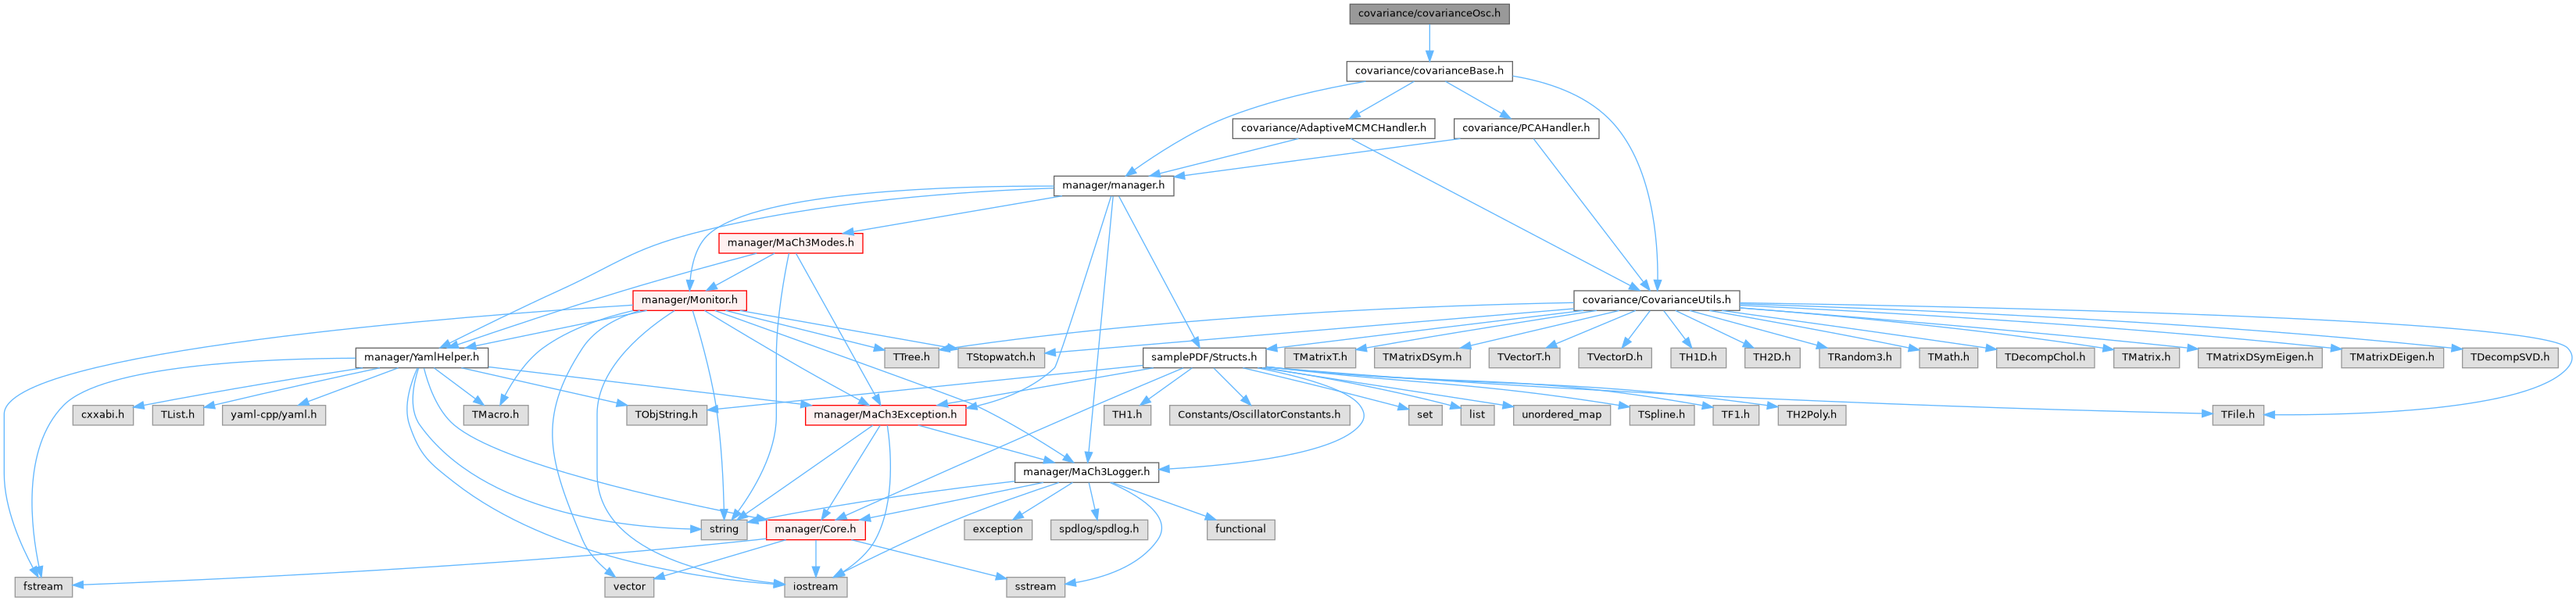 covariance/covarianceOsc.h
covariance/covarianceBase.h
covariance/AdaptiveMCMCHandler.h
covariance/PCAHandler.h
manager/manager.h
manager/MaCh3Modes.h
manager/Monitor.h
covariance/CovarianceUtils.h
manager/YamlHelper.h
TTree.h
TStopwatch.h
samplePDF/Structs.h
TMatrixT.h
TMatrixDSym.h
TVectorT.h
TVectorD.h
TH1D.h
TH2D.h
TRandom3.h
TMath.h
TDecompChol.h
TMatrix.h
TMatrixDSymEigen.h
TMatrixDEigen.h
TDecompSVD.h
cxxabi.h
TList.h
yaml-cpp/yaml.h
TMacro.h
TObjString.h
manager/MaCh3Exception.h
TH1.h
Constants/OscillatorConstants.h
set
list
unordered_map
TSpline.h
TF1.h
TH2Poly.h
TFile.h
manager/MaCh3Logger.h
string
manager/Core.h
exception
spdlog/spdlog.h
functional
fstream
vector
iostream
sstream